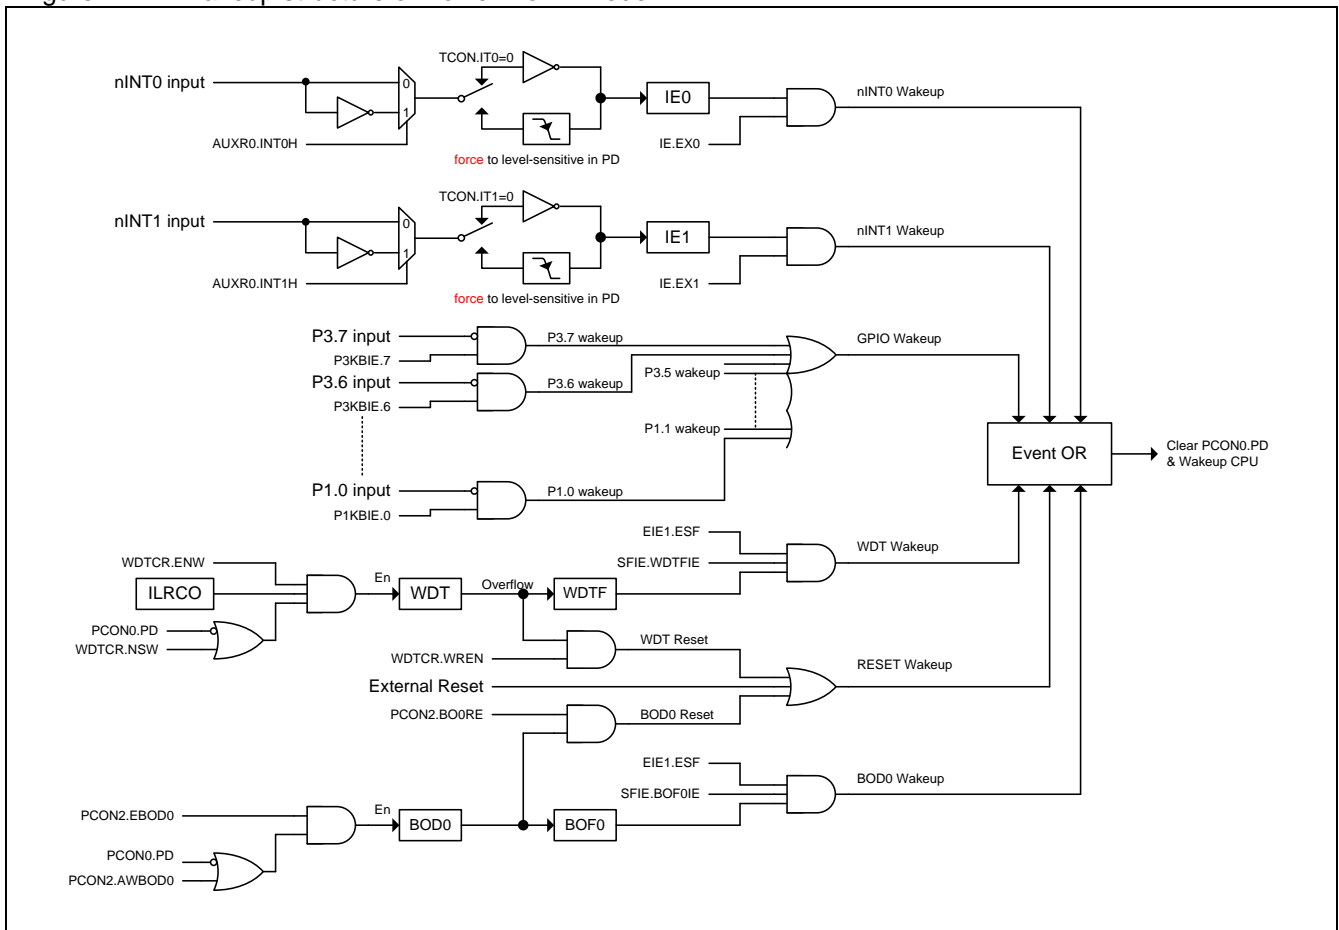 TCON.IT0=0
nINT0 input
0
1
IE0
nINT0 Wakeup
AUXR0.INT0H
IE.EX0
force to level-sensitive in PD
TCON.IT1=0
nINT1 input
0
1
IE1
nINT1 Wakeup
AUXR0.INT1H
IE.EX1
force to level-sensitive in PD
P3.7 input
P3.7 wakeup
GPIO Wakeup
P3KBIE.7
P3.6 input
P3.6 wakeup
P3.5 wakeup
P3KBIE.6
P1.1 wakeup
Event OR
Clear PCON0.PD
& Wakeup CPU
P1.0 input
P1.0 wakeup
P1KBIE.0
EIE1.ESF
WDT Wakeup
WDTCR.ENW
SFIE.WDTFIE
En
Overflow
ILRCO
WDT
WDTF
PCON0.PD
WDTCR.NSW
WDT Reset
WDTCR.WREN
RESET Wakeup
External Reset
PCON2.BO0RE
BOD0 Reset
EIE1.ESF
BOD0 Wakeup
SFIE.BOF0IE
PCON2.EBOD0
En
BOD0
BOF0
PCON0.PD
PCON2.AWBOD0